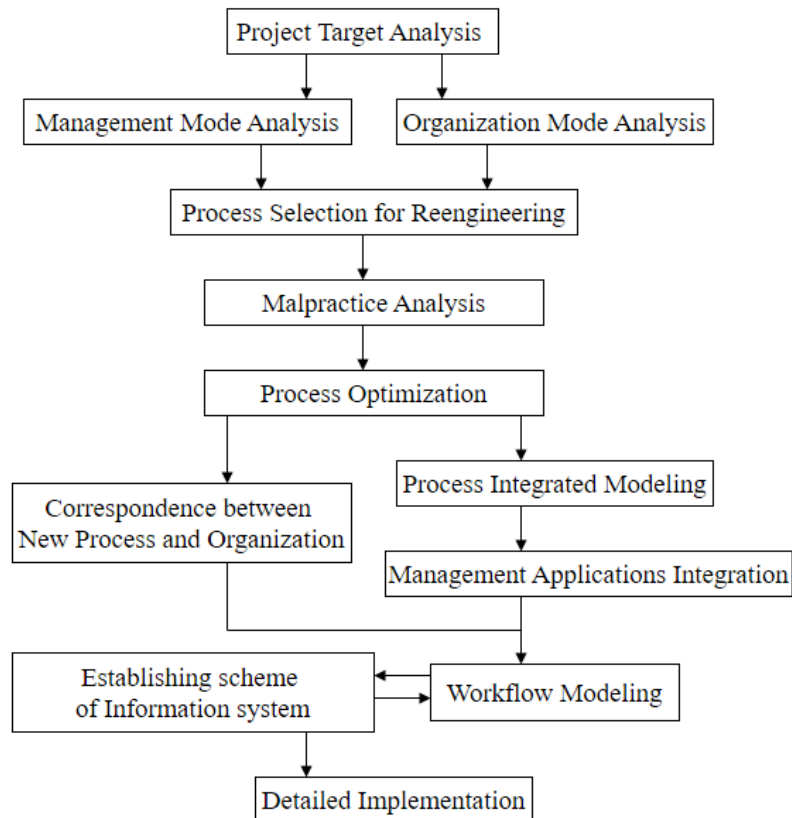 Project Target Analysis
Management Mode Analysis
Organization Mode Analysis
Process Selection for Reengineering
Malpractice Analysis
Process Optimization
Correspondence between
New Process and Organization
Process Integrated Modeling
Management Applications Integration
Establishing scheme
of Information system
Workflow Modeling
Detailed Implementation